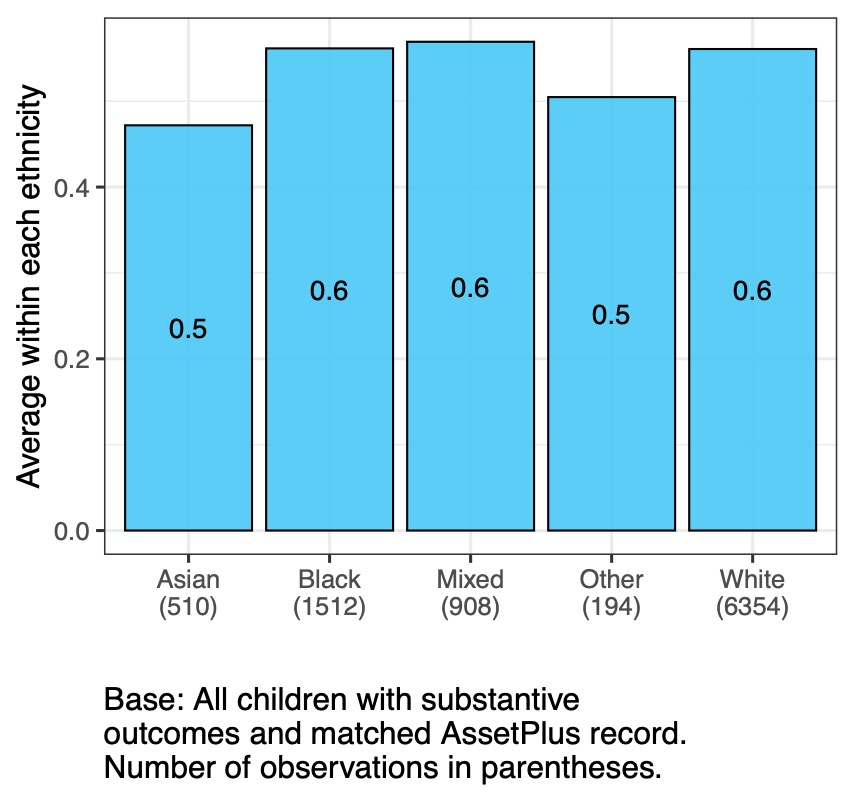 Average within each ethnicity
0.4
0.2
0.0
0.5
0.6
0.6
0.5
0.6
Asian
(510)
Black
(1512)
Mixed
(908)
Other
(194)
White
(6354)
Base: All children with substantive
outcomes and matched AssetPlus record.
Number of observations in parentheses.